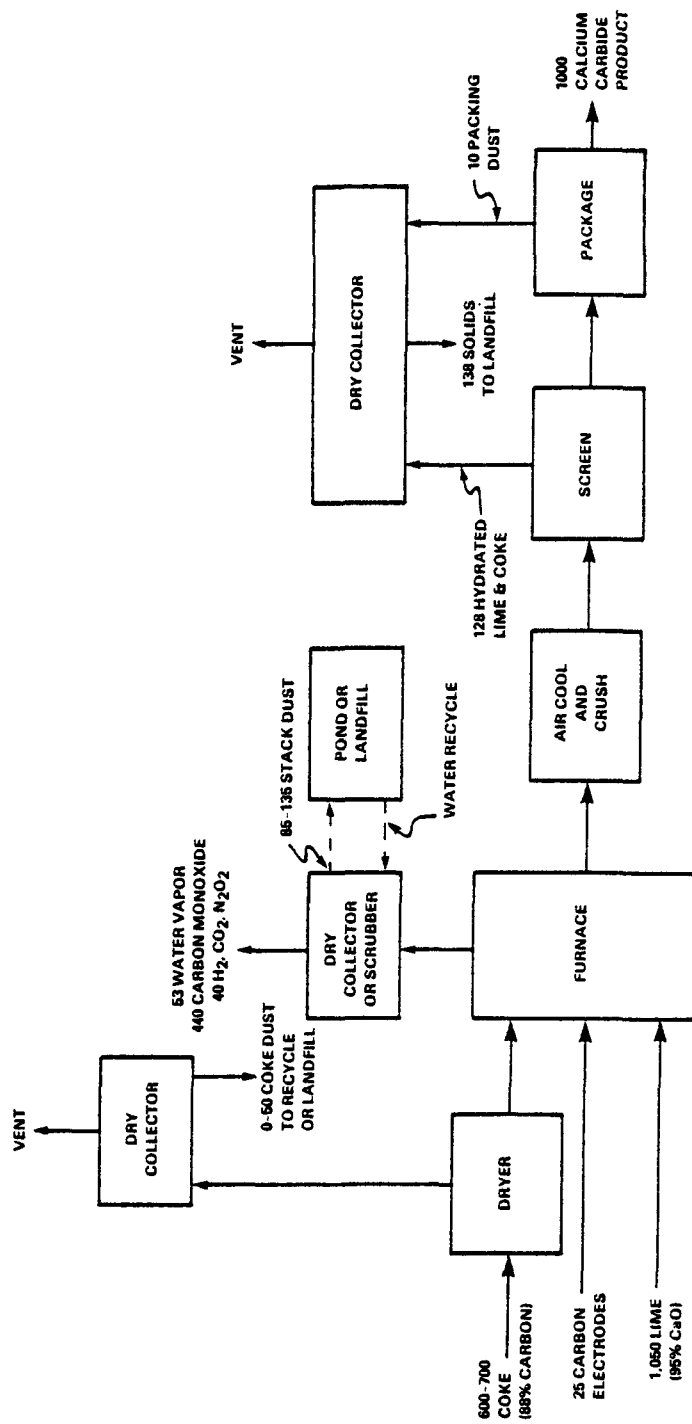 VENT
DRY
COLLECTOR
0-50 COKE DUST
TO RECYCLE
OR LANDFILL
53 WATER VAPOR
440 CARBON MONOXIDE
40 H2, CO2, N2O2
DRY
COLLECTOR
OR SCRUBBER
85-135 STACK DUST
POND OR
LANDFILL
WATER RECYCLE
VENT
DRY COLLECTOR
138 SOLIDS
TO LANDFILL
128 HYDRATED
LIME & COKE
10 PACKING
DUST
600-700
COKE
(88% CARBON)
DRYER
25 CARBON
ELECTRODES
1,050 LIME
(95% CaO)
FURNACE
AIR COOL
AND
CRUSH
SCREEN
PACKAGE
1000
CALCIUM
CARBIDE
PRODUCT